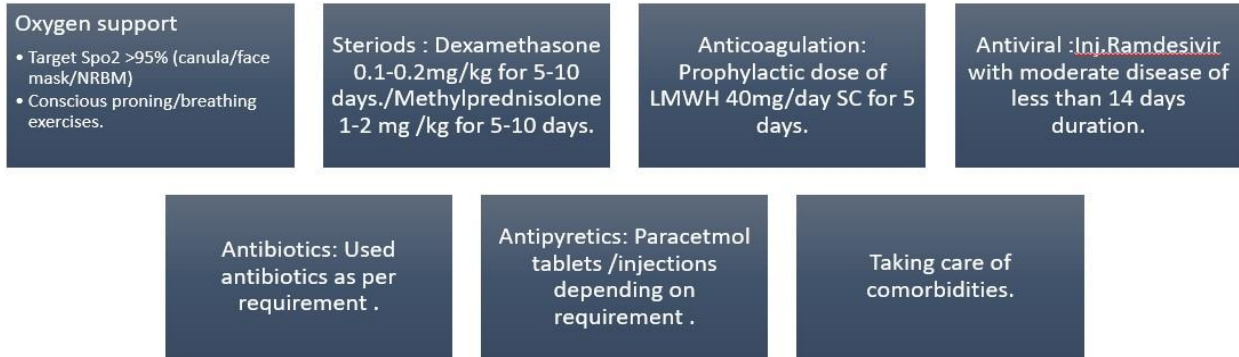 Oxygen support
• Target Spo2 >95% (canula/face
mask/NRBM)
• Conscious proning/breathing
exercises.
Steriods : Dexamethasone
0.1-0.2mg/kg for 5-10
days./Methylprednisolone
1-2 mg /kg for 5-10 days.
Anticoagulation:
Prophylactic dose of
LMWH 40mg/day SC for 5
days.
Antiviral :Inj.Ramdesivir
with moderate disease of
less than 14 days
duration.
Antibiotics: Used
antibiotics as per
requirement .
Antipyretics: Paracetmol
tablets /injections
depending on
requirement .
Taking care of
comorbidities.